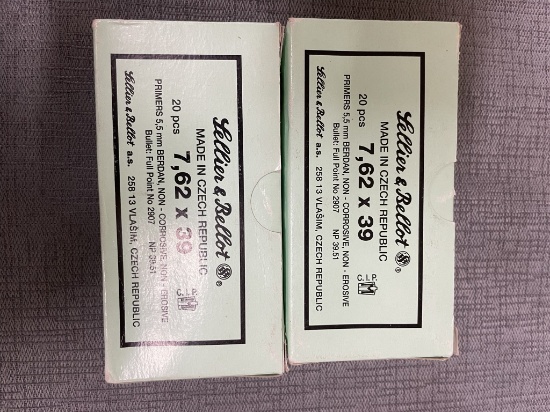 Sellier & Bellot ®
MADE IN CZECH REPUBLIC
20 pcs 7,62 x 39
PRIMERS 5,5 mm BERDAN, NON - CORROSIVE, NON - EROSIVE
Bullet: Full Point No 2907 NP 39.51
Sellier & Bellot a.s. 258 13 VLAŠIM, CZECH REPUBLIC
Sellier & Bellot ®
MADE IN CZECH REPUBLIC
20 pcs 7,62 x 39
PRIMERS 5,5 mm BERDAN, NON - CORROSIVE, NON - EROSIVE
Bullet: Full Point No 2907 NP 39.51
Sellier & Bellot a.s. 258 13 VLAŠIM, CZECH REPUBLIC